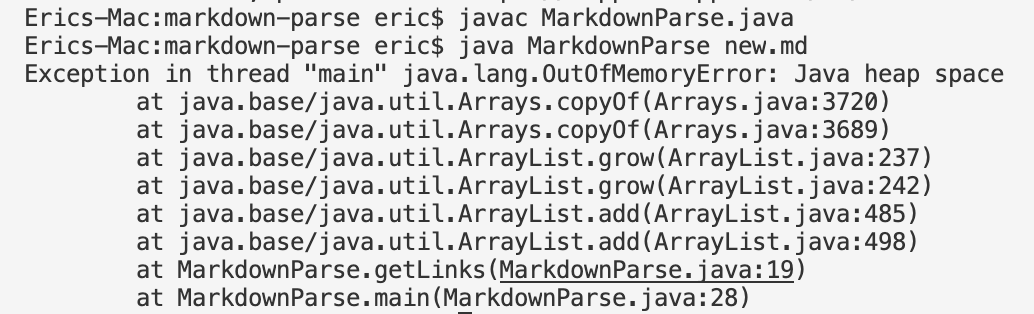 Erics-Mac:markdown-parse eric$ javac MarkdownParse.java
Erics-Mac:markdown-parse eric$ java MarkdownParse new.md
Exception in thread "main" java.lang.OutOfMemoryError: Java heap space
        at java.base/java.util.Arrays.copyOf(Arrays.java:3720)
        at java.base/java.util.Arrays.copyOf(Arrays.java:3689)
        at java.base/java.util.ArrayList.grow(ArrayList.java:237)
        at java.base/java.util.ArrayList.grow(ArrayList.java:242)
        at java.base/java.util.ArrayList.add(ArrayList.java:485)
        at java.base/java.util.ArrayList.add(ArrayList.java:498)
        at MarkdownParse.getLinks(MarkdownParse.java:19)
        at MarkdownParse.main(MarkdownParse.java:28)